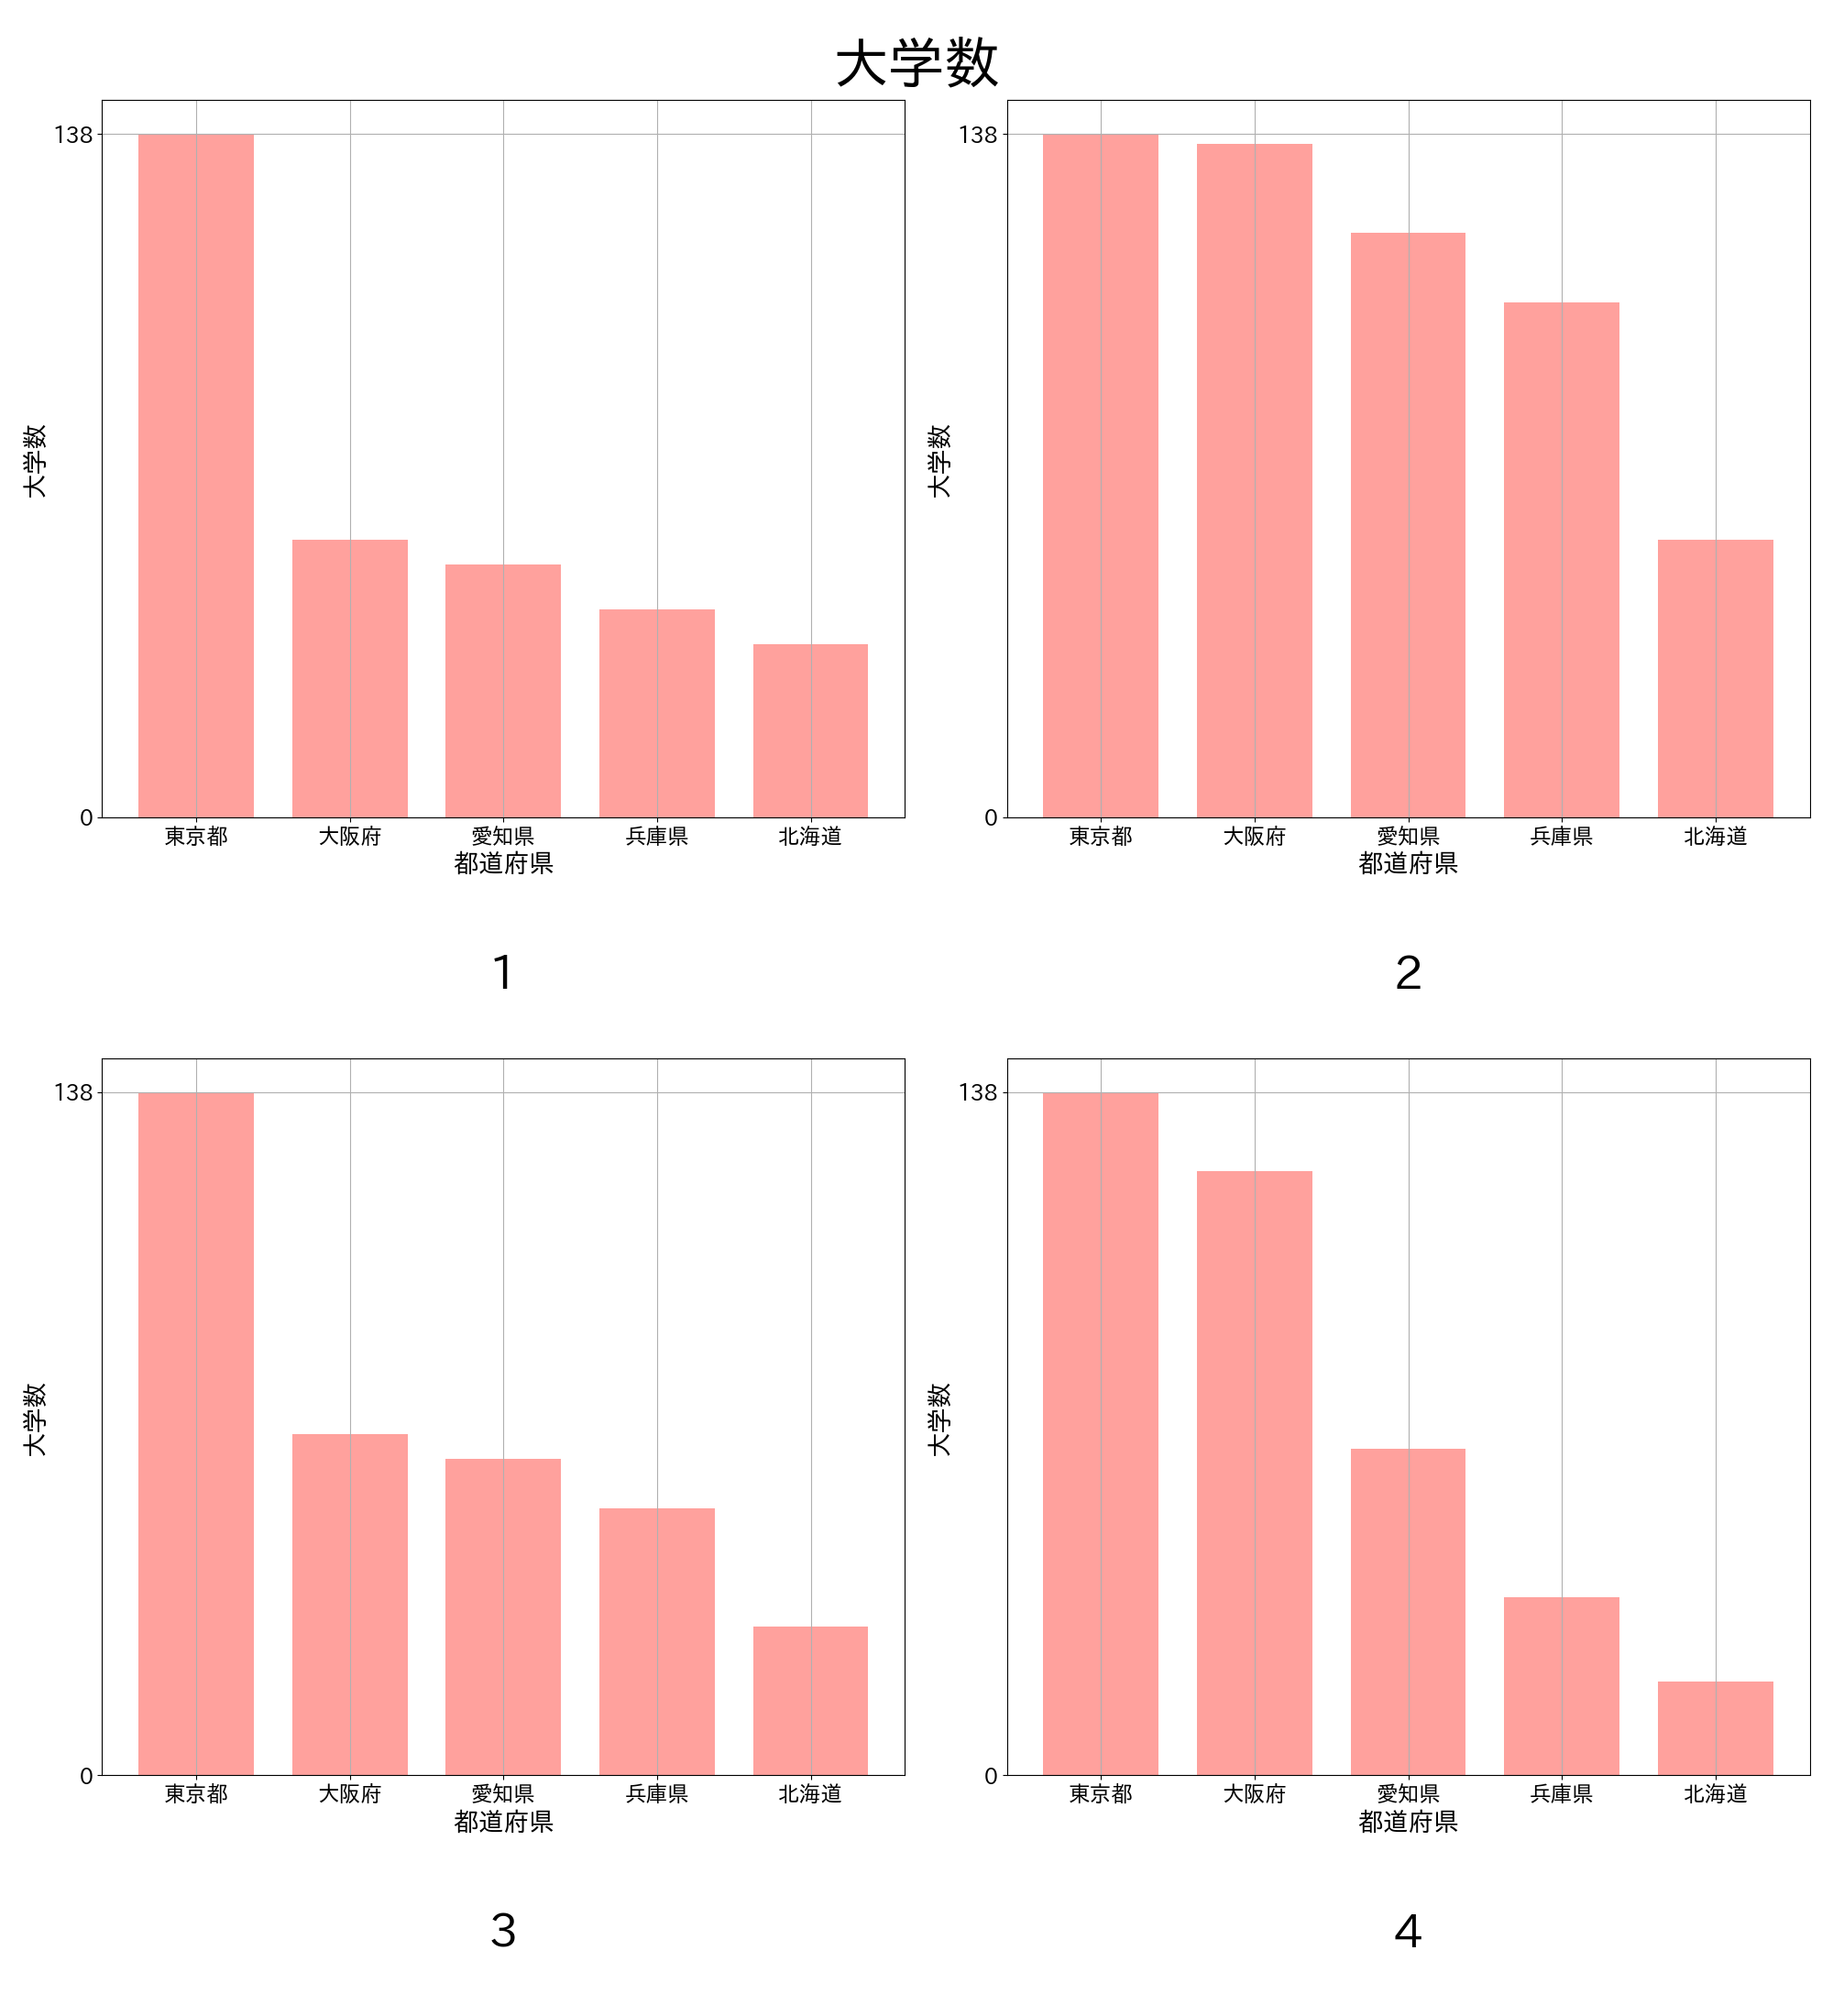 大学数
138
0
大学数
東京都 大阪府 愛知県 兵庫県 北海道
都道府県
1
138
0
大学数
東京都 大阪府 愛知県 兵庫県 北海道
都道府県
2
138
0
大学数
東京都 大阪府 愛知県 兵庫県 北海道
都道府県
3
138
0
大学数
東京都 大阪府 愛知県 兵庫県 北海道
都道府県
4